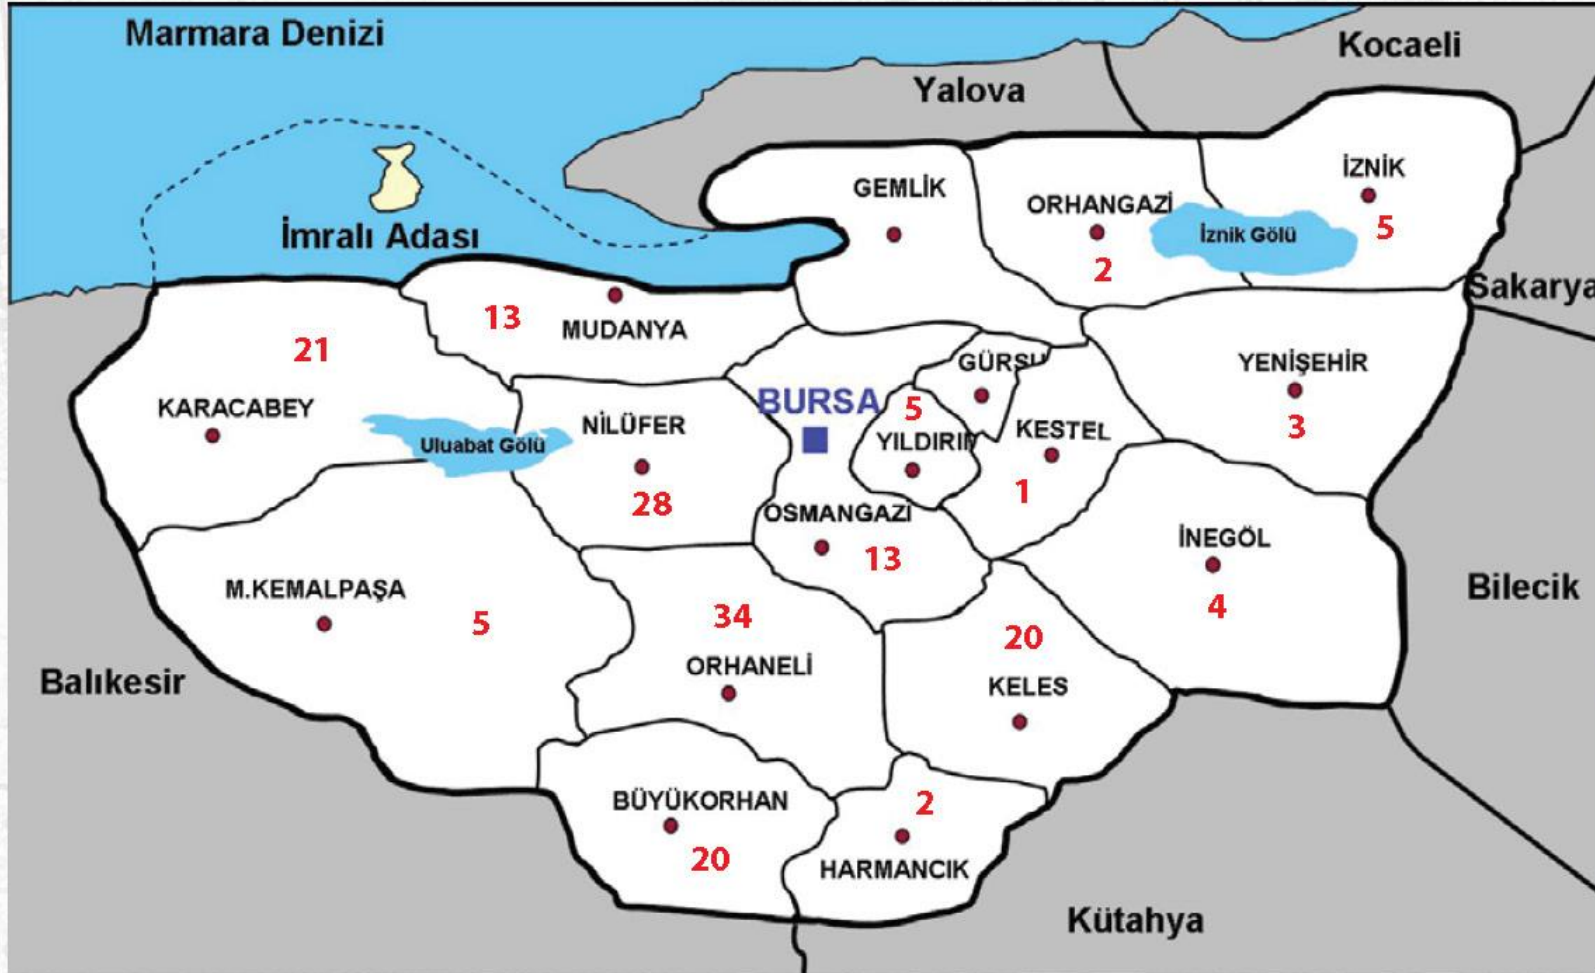 Marmara Denizi
Kocaeli
Yalova
İZNİK
GEMLİK
ORHANGAZİ
İznik Gölü
5
İmralı Adası
2
Sakarya
13
MUDANYA
21
GÜRSU
YENİŞEHİR
BURSA
5
KARACABEY
NİLÜFER
3
Uluabat Gölü
YILDIRIM
KESTEL
28
1
OSMANGAZİ
13
İNEGÖL
M.KEMALPAŞA
Bilecik
5
34
4
20
ORHANELİ
Balıkesir
KELES
BÜYÜKORHAN
2
20
HARMANCIK
Kütahya